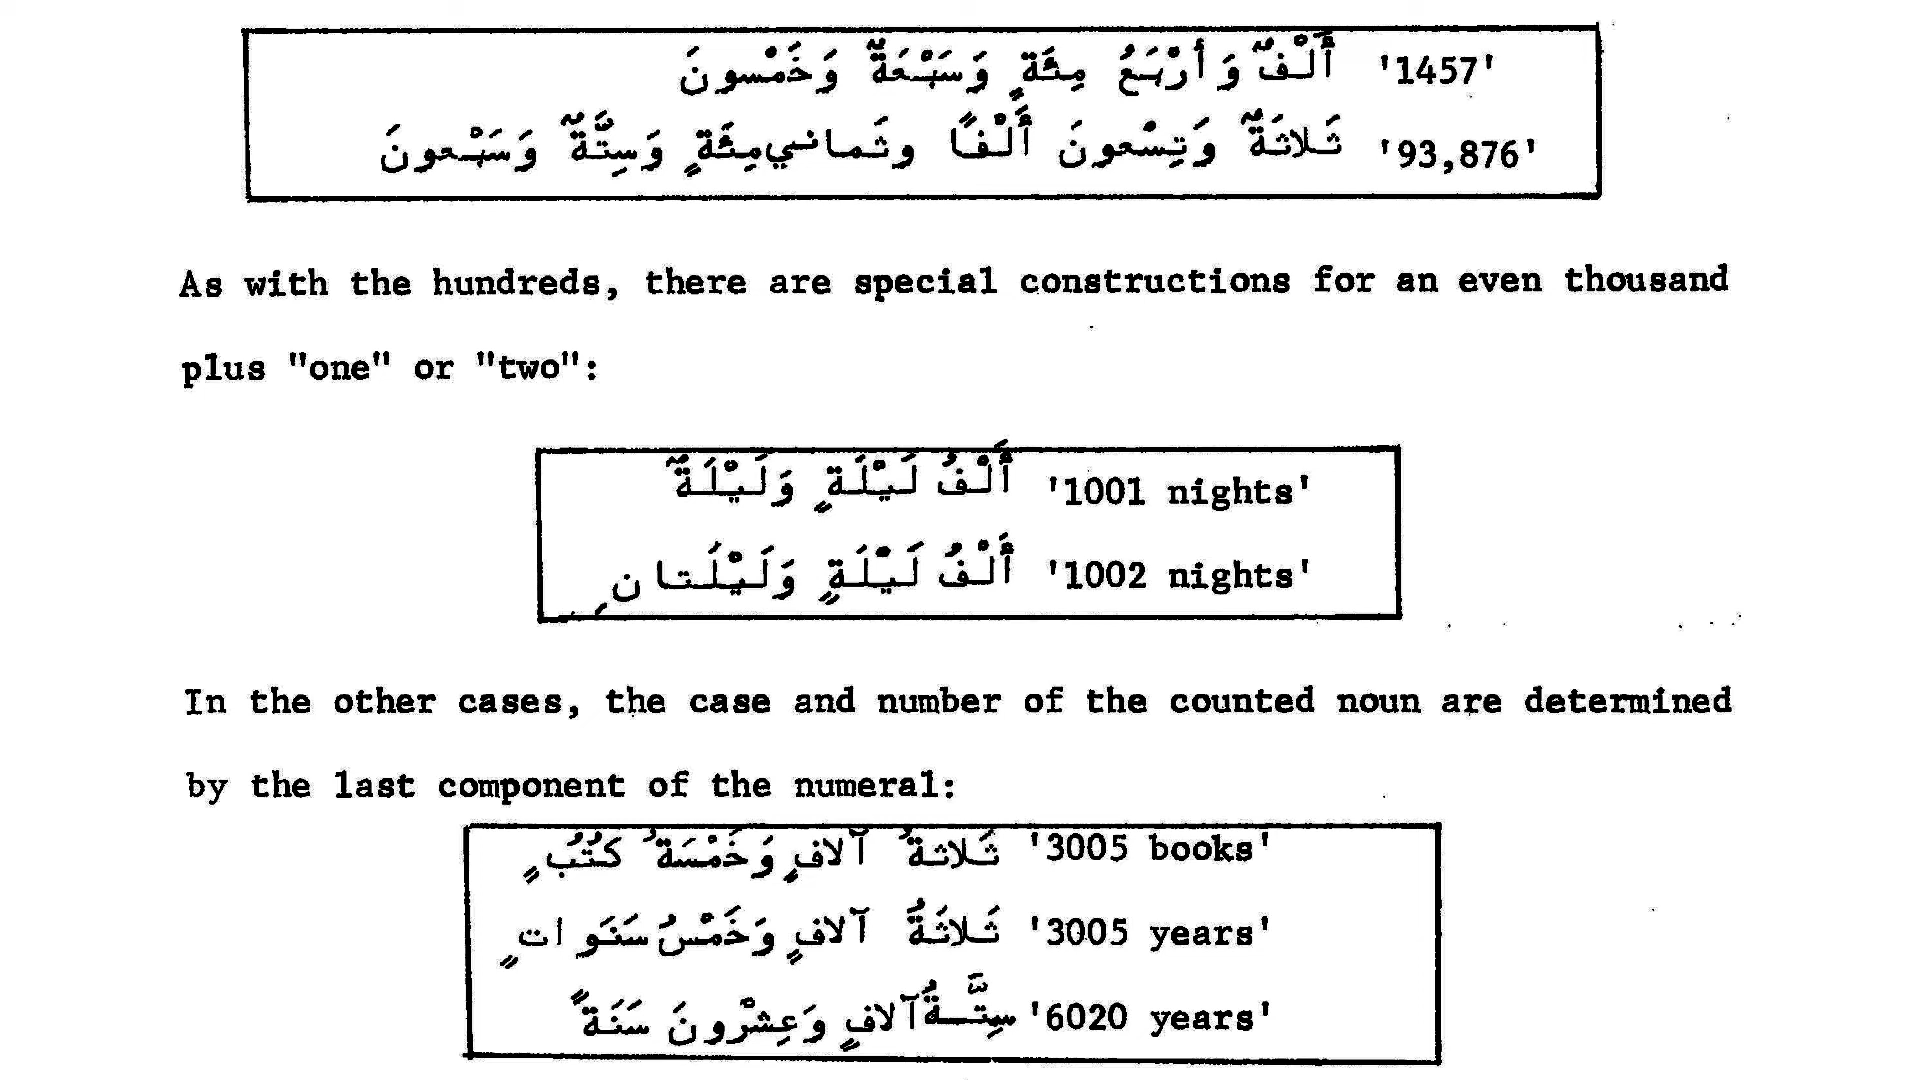 أَلْفٌ وَأَرْبَعُ مِئَةٍ وَسَبْعَةٌ وَخَمْسونَ '1457'
ثَلاثَةٌ وَتِسْعونَ أَلْفًا وثَماني مِئَةٍ وَسِتَّةٌ وَسَبْعونَ '93,876'
As with the hundreds, there are special constructions for an even thousand
plus "one" or "two":
أَلْفُ لَيْلَةٍ وَلَيْلَةٌ '1001 nights'
أَلْفُ لَيْلَةٍ وَلَيْلَتانِ '1002 nights'
In the other cases, the case and number of the counted noun are determined
by the last component of the numeral:
ثَلاثةُ آلافٍ وَخَمْسَةُ كُتُبٍ '3005 books'
ثَلاثَةُ آلافٍ وَخَمْسُ سَنَواتٍ '3005 years'
سِتَّةُ آلافٍ وَعِشْرونَ سَنَةً '6020 years'